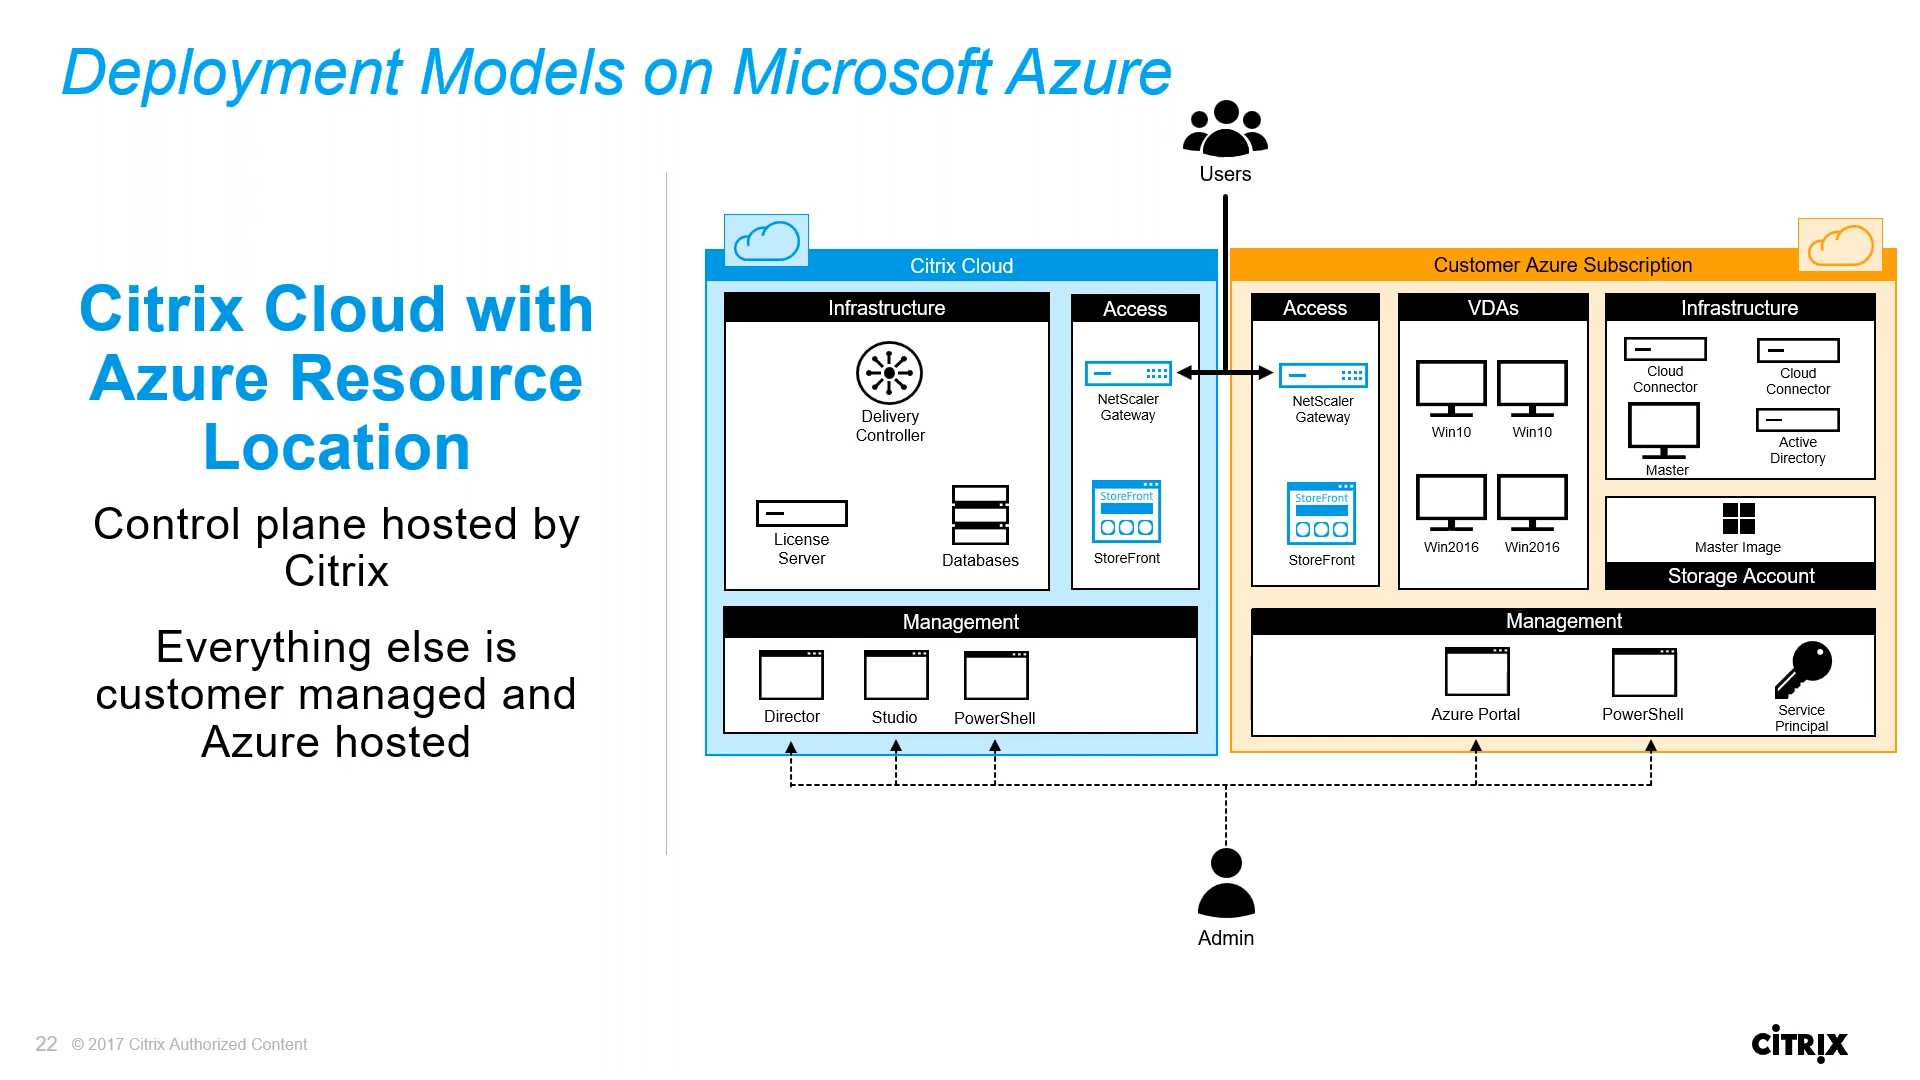 Deployment Models on Microsoft Azure
Citrix Cloud with
Azure Resource
Location
Control plane hosted by
Citrix
Everything else is
customer managed and
Azure hosted
Users
Citrix Cloud
Infrastructure
Delivery
Controller
License
Server
Databases
Access
NetScaler
Gateway
StoreFront
StoreFront
Management
Director
Studio
PowerShell
Customer Azure Subscription
Access
NetScaler
Gateway
StoreFront
StoreFront
VDAs
Win10
Win10
Win2016
Win2016
Infrastructure
Cloud
Connector
Cloud
Connector
Master
Active
Directory
Master Image
Storage Account
Management
Azure Portal
PowerShell
Service
Principal
Admin
22 © 2017 Citrix Authorized Content
CITRIX